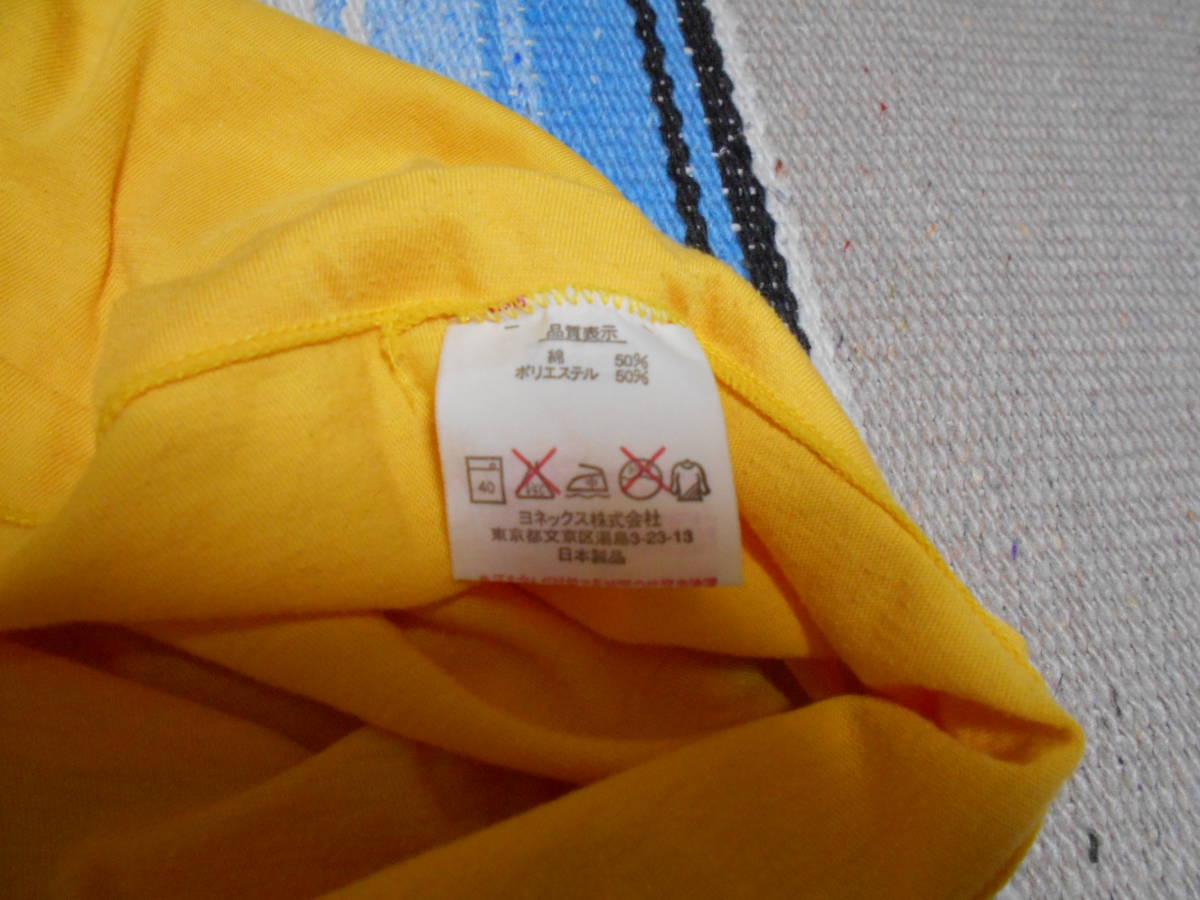 品質表示
綿 50%
ポリエステル 50%
40
ヨネックス株式会社
東京都文京区湯島3-23-13
日本製品